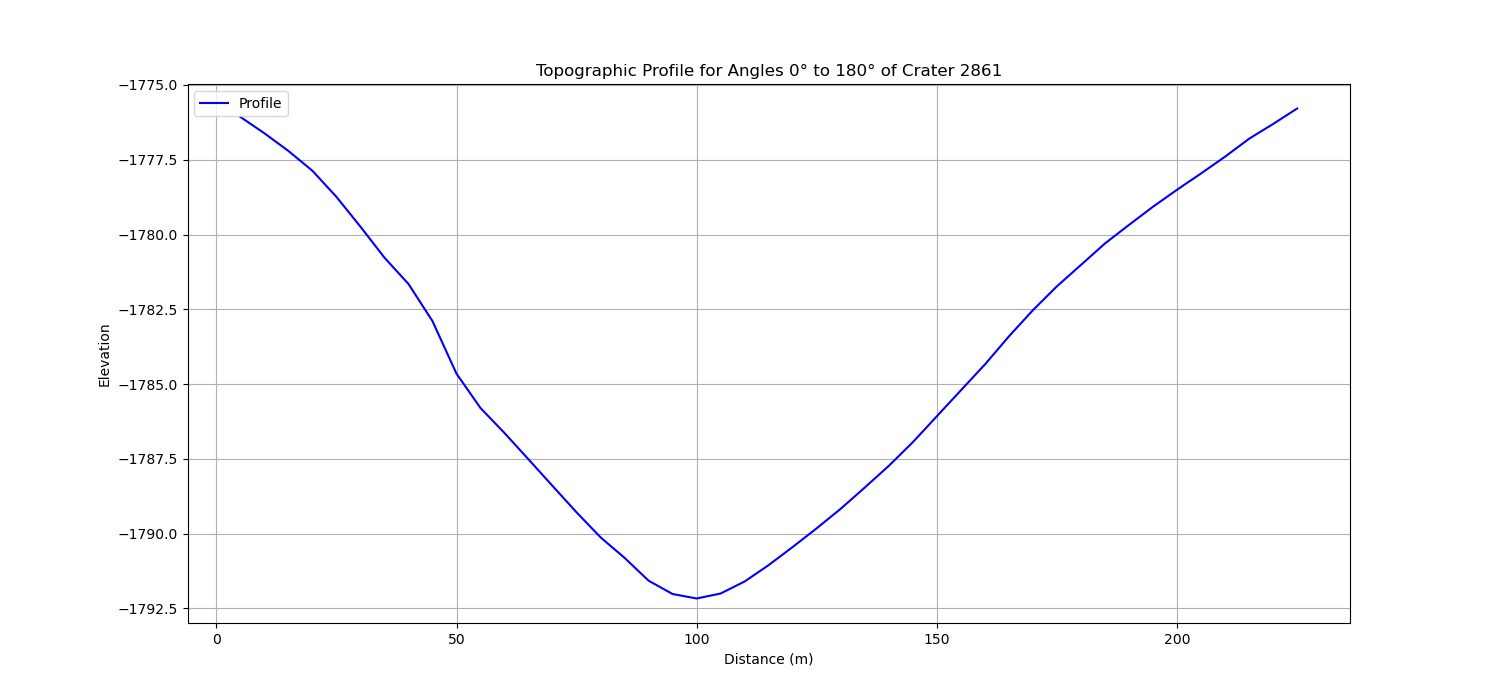 Topographic Profile for Angles 0° to 180° of Crater 2861
Profile
Elevation
−1775.0
−1777.5
−1780.0
−1782.5
−1785.0
−1787.5
−1790.0
−1792.5
0 50 100 150 200
Distance (m)